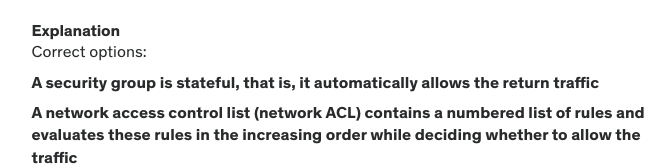 Explanation
Correct options:
A security group is stateful, that is, it automatically allows the return traffic
A network access control list (network ACL) contains a numbered list of rules and
evaluates these rules in the increasing order while deciding whether to allow the
traffic